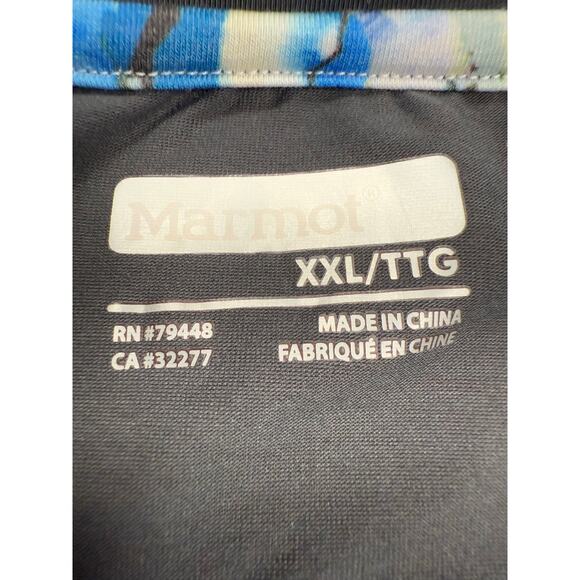 Marmot®
XXL/TTG
RN #79448
CA #32277
MADE IN CHINA
FABRIQUÉ EN CHINE